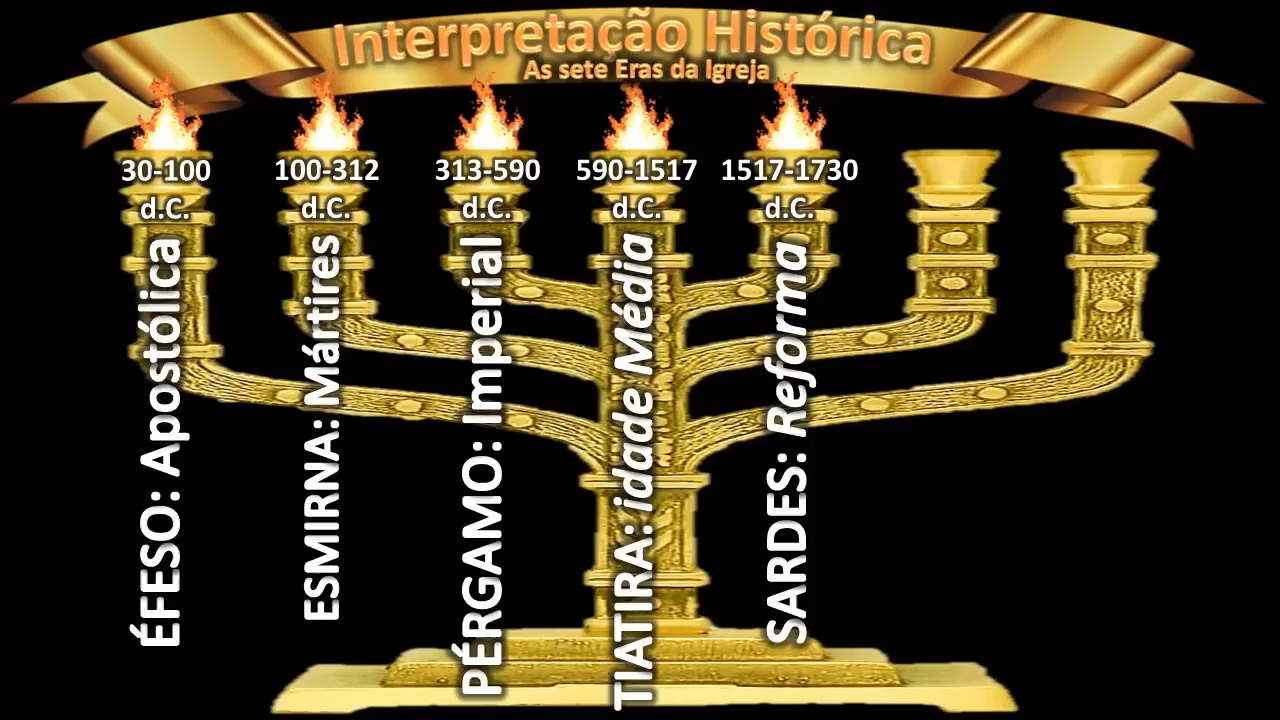 Interpretação Histórica
As sete Eras da Igreja
30-100
d.C.
ÉFESO: Apostólica
100-312
d.C.
ESMIRNA: Mártires
313-590
d.C.
PÉRGAMO: Imperial
590-1517
d.C.
TIATIRA: idade Média
1517-1730
d.C.
SARDES: Reforma